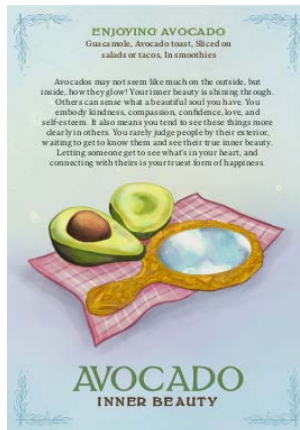 ENJOYING AVOCADO
Guacamole, Avocado toast, Sliced on
salads or tacos, In smoothies
Avocados may not seem like much on the outside, but
inside, how they glow! Your inner beauty is shining through.
Others can sense what a beautiful soul you have. You
embody kindness, compassion, confidence, love, and
self-esteem. It also means you tend to see these things more
clearly in others. You rarely judge people by their exterior,
waiting to get to know them and see their true inner beauty.
Letting someone get to see what's in your heart, and
connecting with theirs is your truest form of happiness.
AVOCADO
INNER BEAUTY